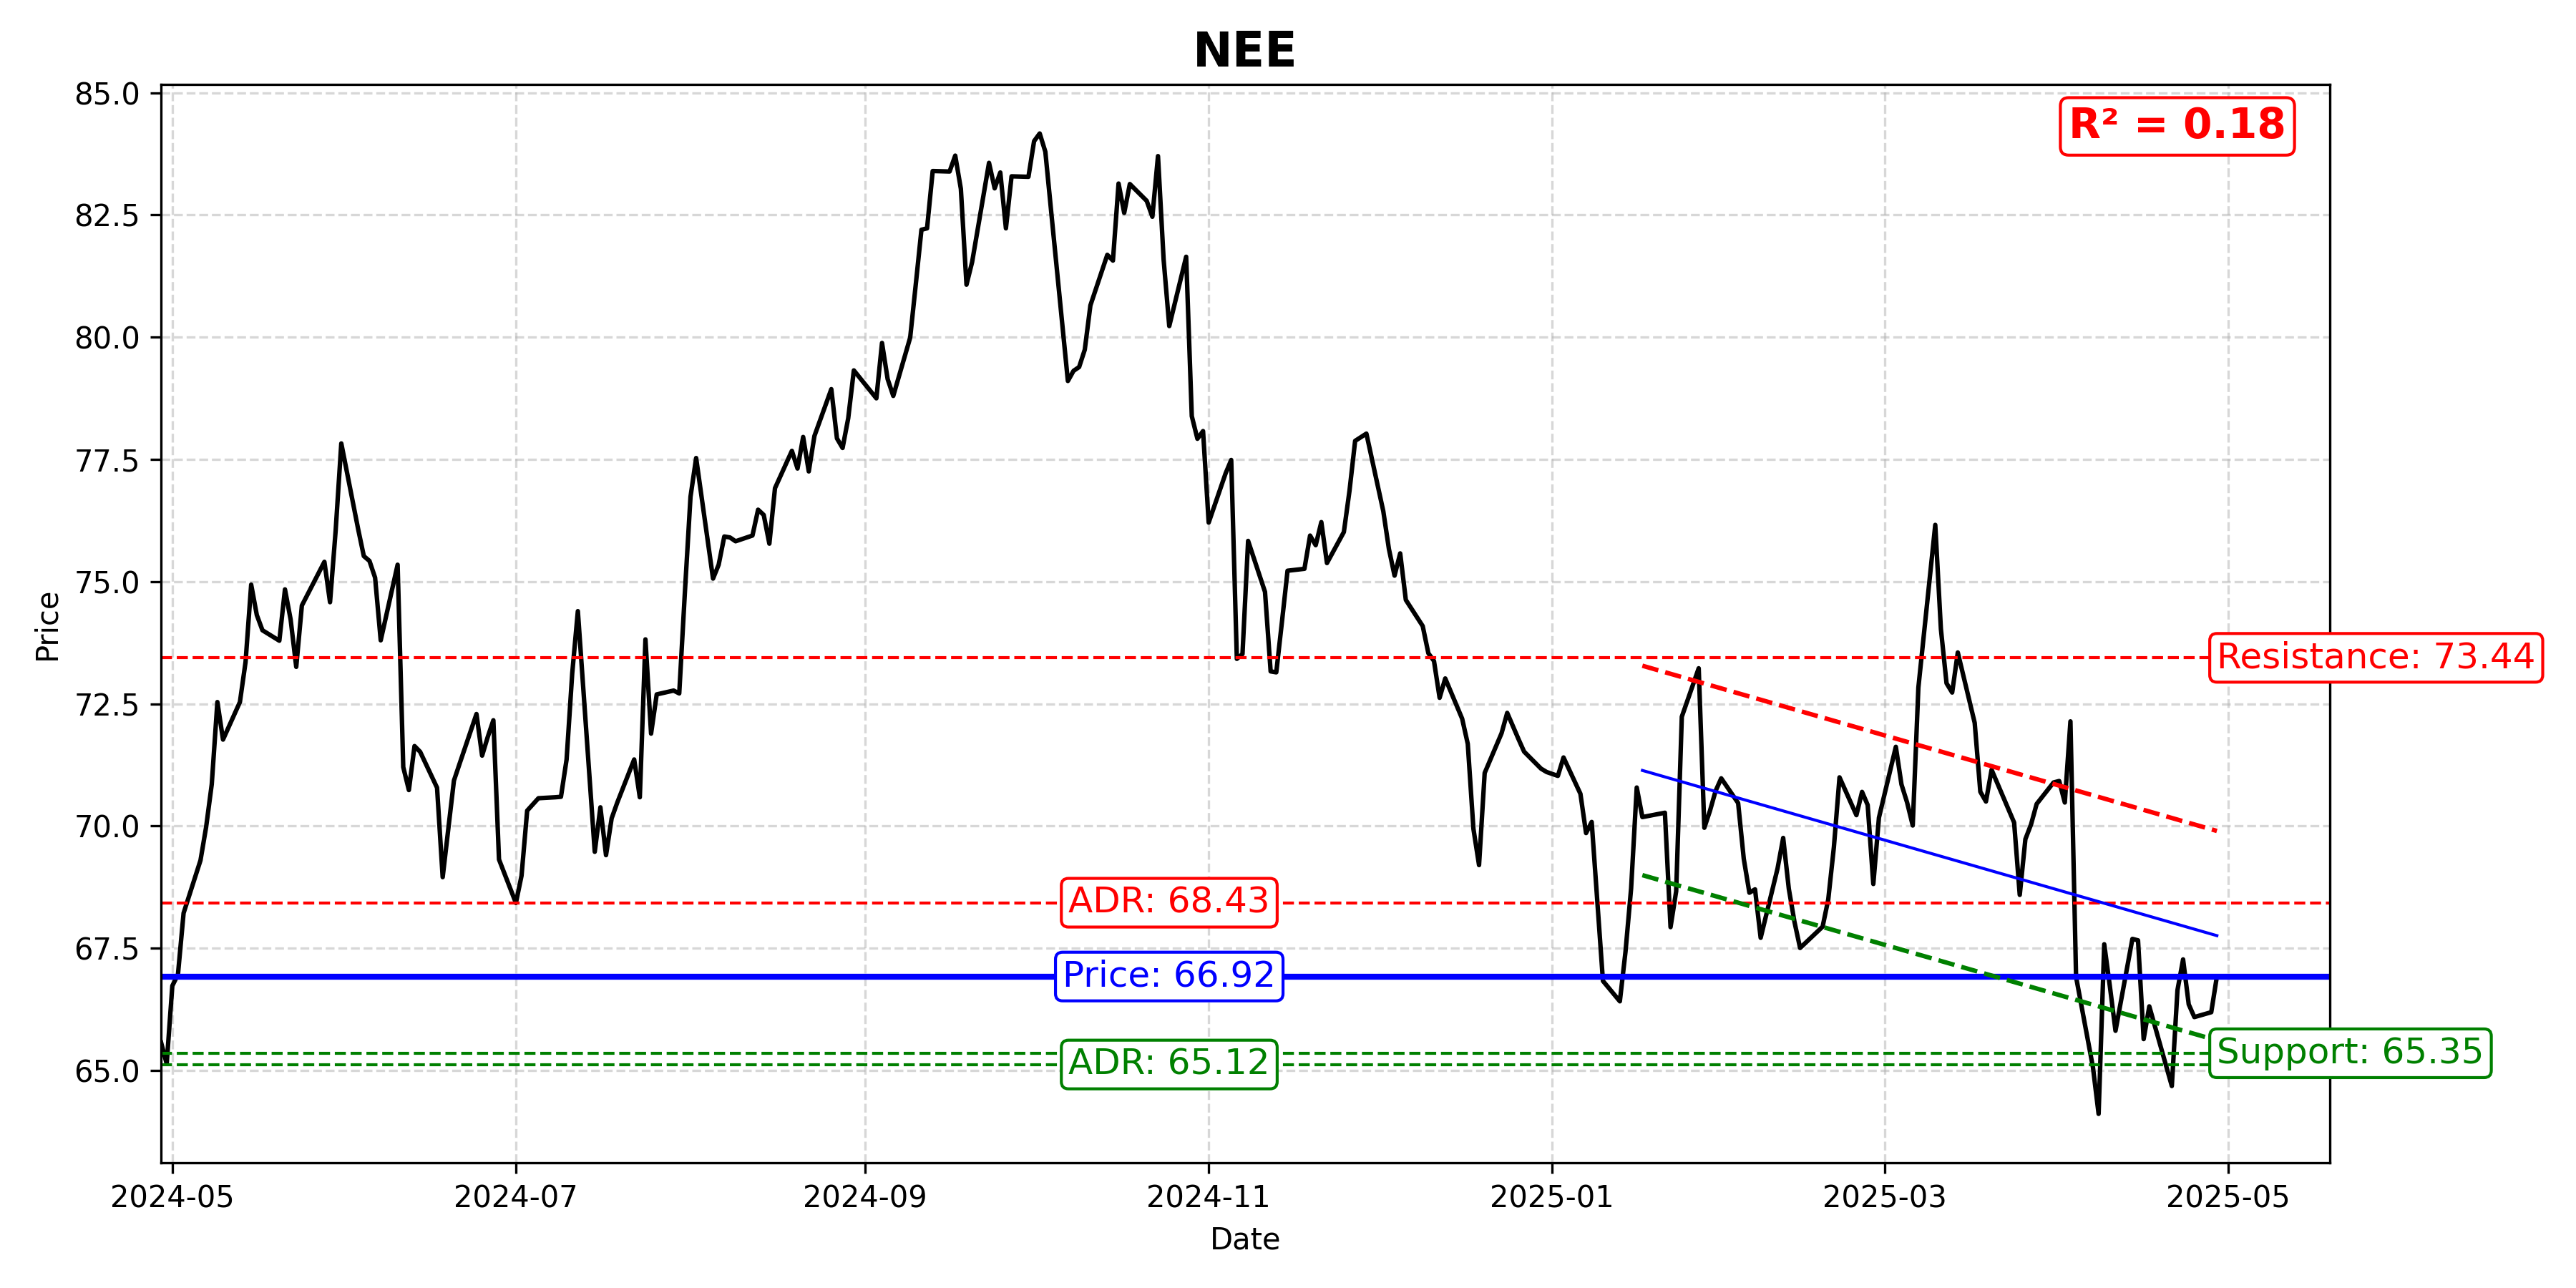 NEE
R² = 0.18
85.0
82.5
80.0
77.5
75.0
72.5
70.0
67.5
65.0
Price
Resistance: 73.44
ADR: 68.43
Price: 66.92
ADR: 65.12
Support: 65.35
2024-05
2024-07
2024-09
2024-11
2025-01
2025-03
2025-05
Date